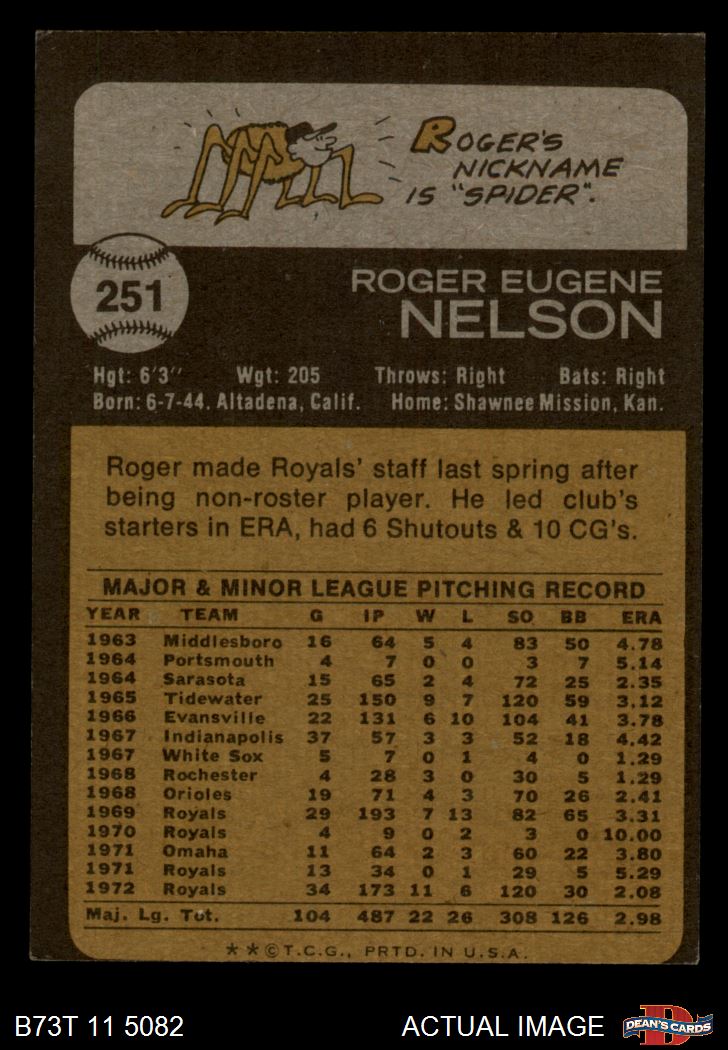 ROGER'S
NICKNAME
IS "SPIDER".
251
ROGER EUGENE
NELSON
Hgt: 6'3" Wgt: 205 Throws: Right Bats: Right
Born: 6-7-44. Altadena, Calif. Home: Shawnee Mission, Kan.
Roger made Royals' staff last spring after
being non-roster player. He led club's
starters in ERA, had 6 Shutouts & 10 CG's.
MAJOR & MINOR LEAGUE PITCHING RECORD
YEAR TEAM G IP W L SO BB ERA
1963 Middlesboro 16 64 5 4 83 50 4.78
1964 Portsmouth 4 7 0 0 3 7 5.14
1964 Sarasota 15 65 2 4 72 25 2.35
1965 Tidewater 25 150 9 7 120 59 3.12
1966 Evansville 22 131 6 10 104 41 3.78
1967 Indianapolis 37 57 3 3 52 18 4.42
1967 White Sox 5 7 0 1 4 0 1.29
1968 Rochester 4 28 3 0 30 5 1.29
1968 Orioles 19 71 4 3 70 26 2.41
1969 Royals 29 193 7 13 82 65 3.31
1970 Royals 4 9 0 2 3 0 10.00
1971 Omaha 11 64 2 3 60 22 3.80
1971 Royals 13 34 0 1 29 5 5.29
1972 Royals 34 173 11 6 120 30 2.08
Maj. Lg. Tot. 104 487 22 26 308 126 2.98
**©T.C.G., PRTD. IN U.S.A.
B73T 11 5082 ACTUAL IMAGE DEAN'S CARDS